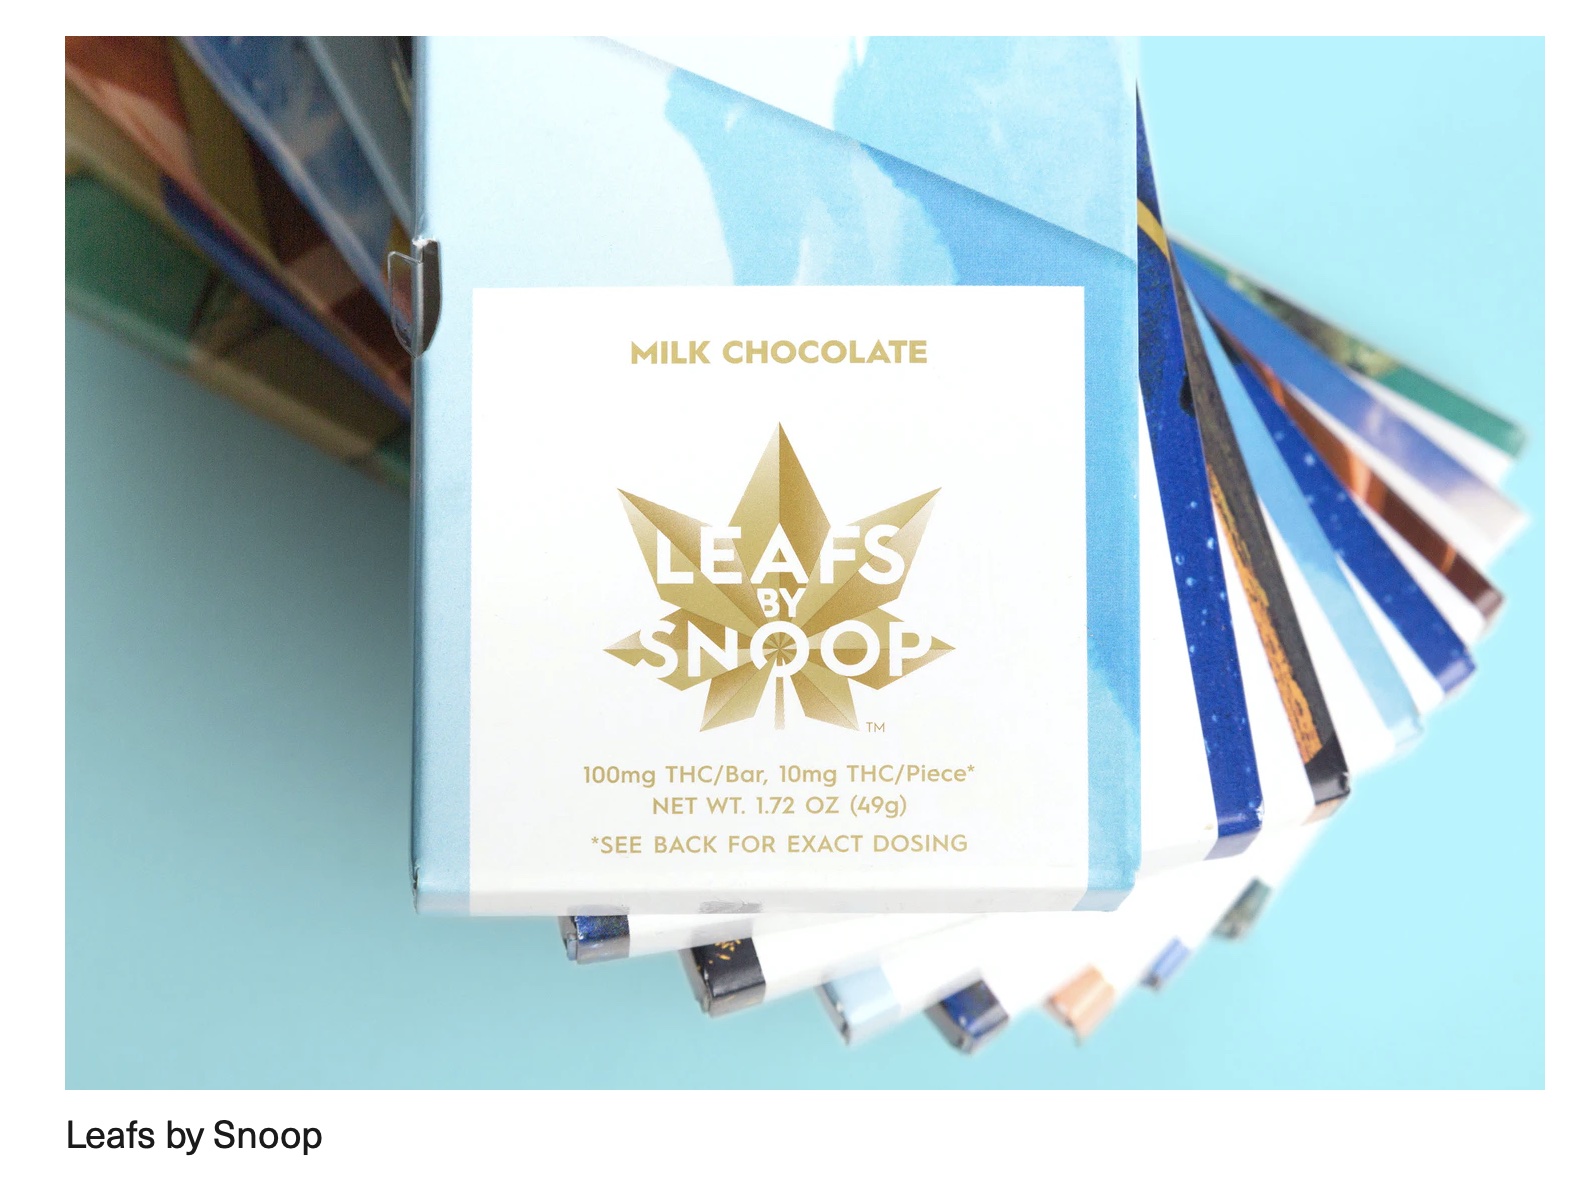 MILK CHOCOLATE
LEAFS
BY
SNOOP
TM
100mg THC/Bar, 10mg THC/Piece*
NET WT. 1.72 OZ (49g)
*SEE BACK FOR EXACT DOSING
Leafs by Snoop